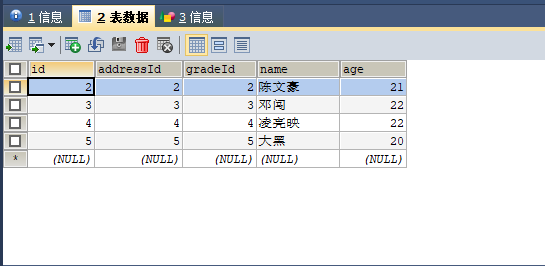 1 信息 2 表数据 3 信息
id addressId gradeId name age
2 2 2 陈文豪 21
3 3 3 邓闯 22
4 4 4 凌亮映 22
5 5 5 大黑 20
* (NULL) (NULL) (NULL) (NULL) (NULL)